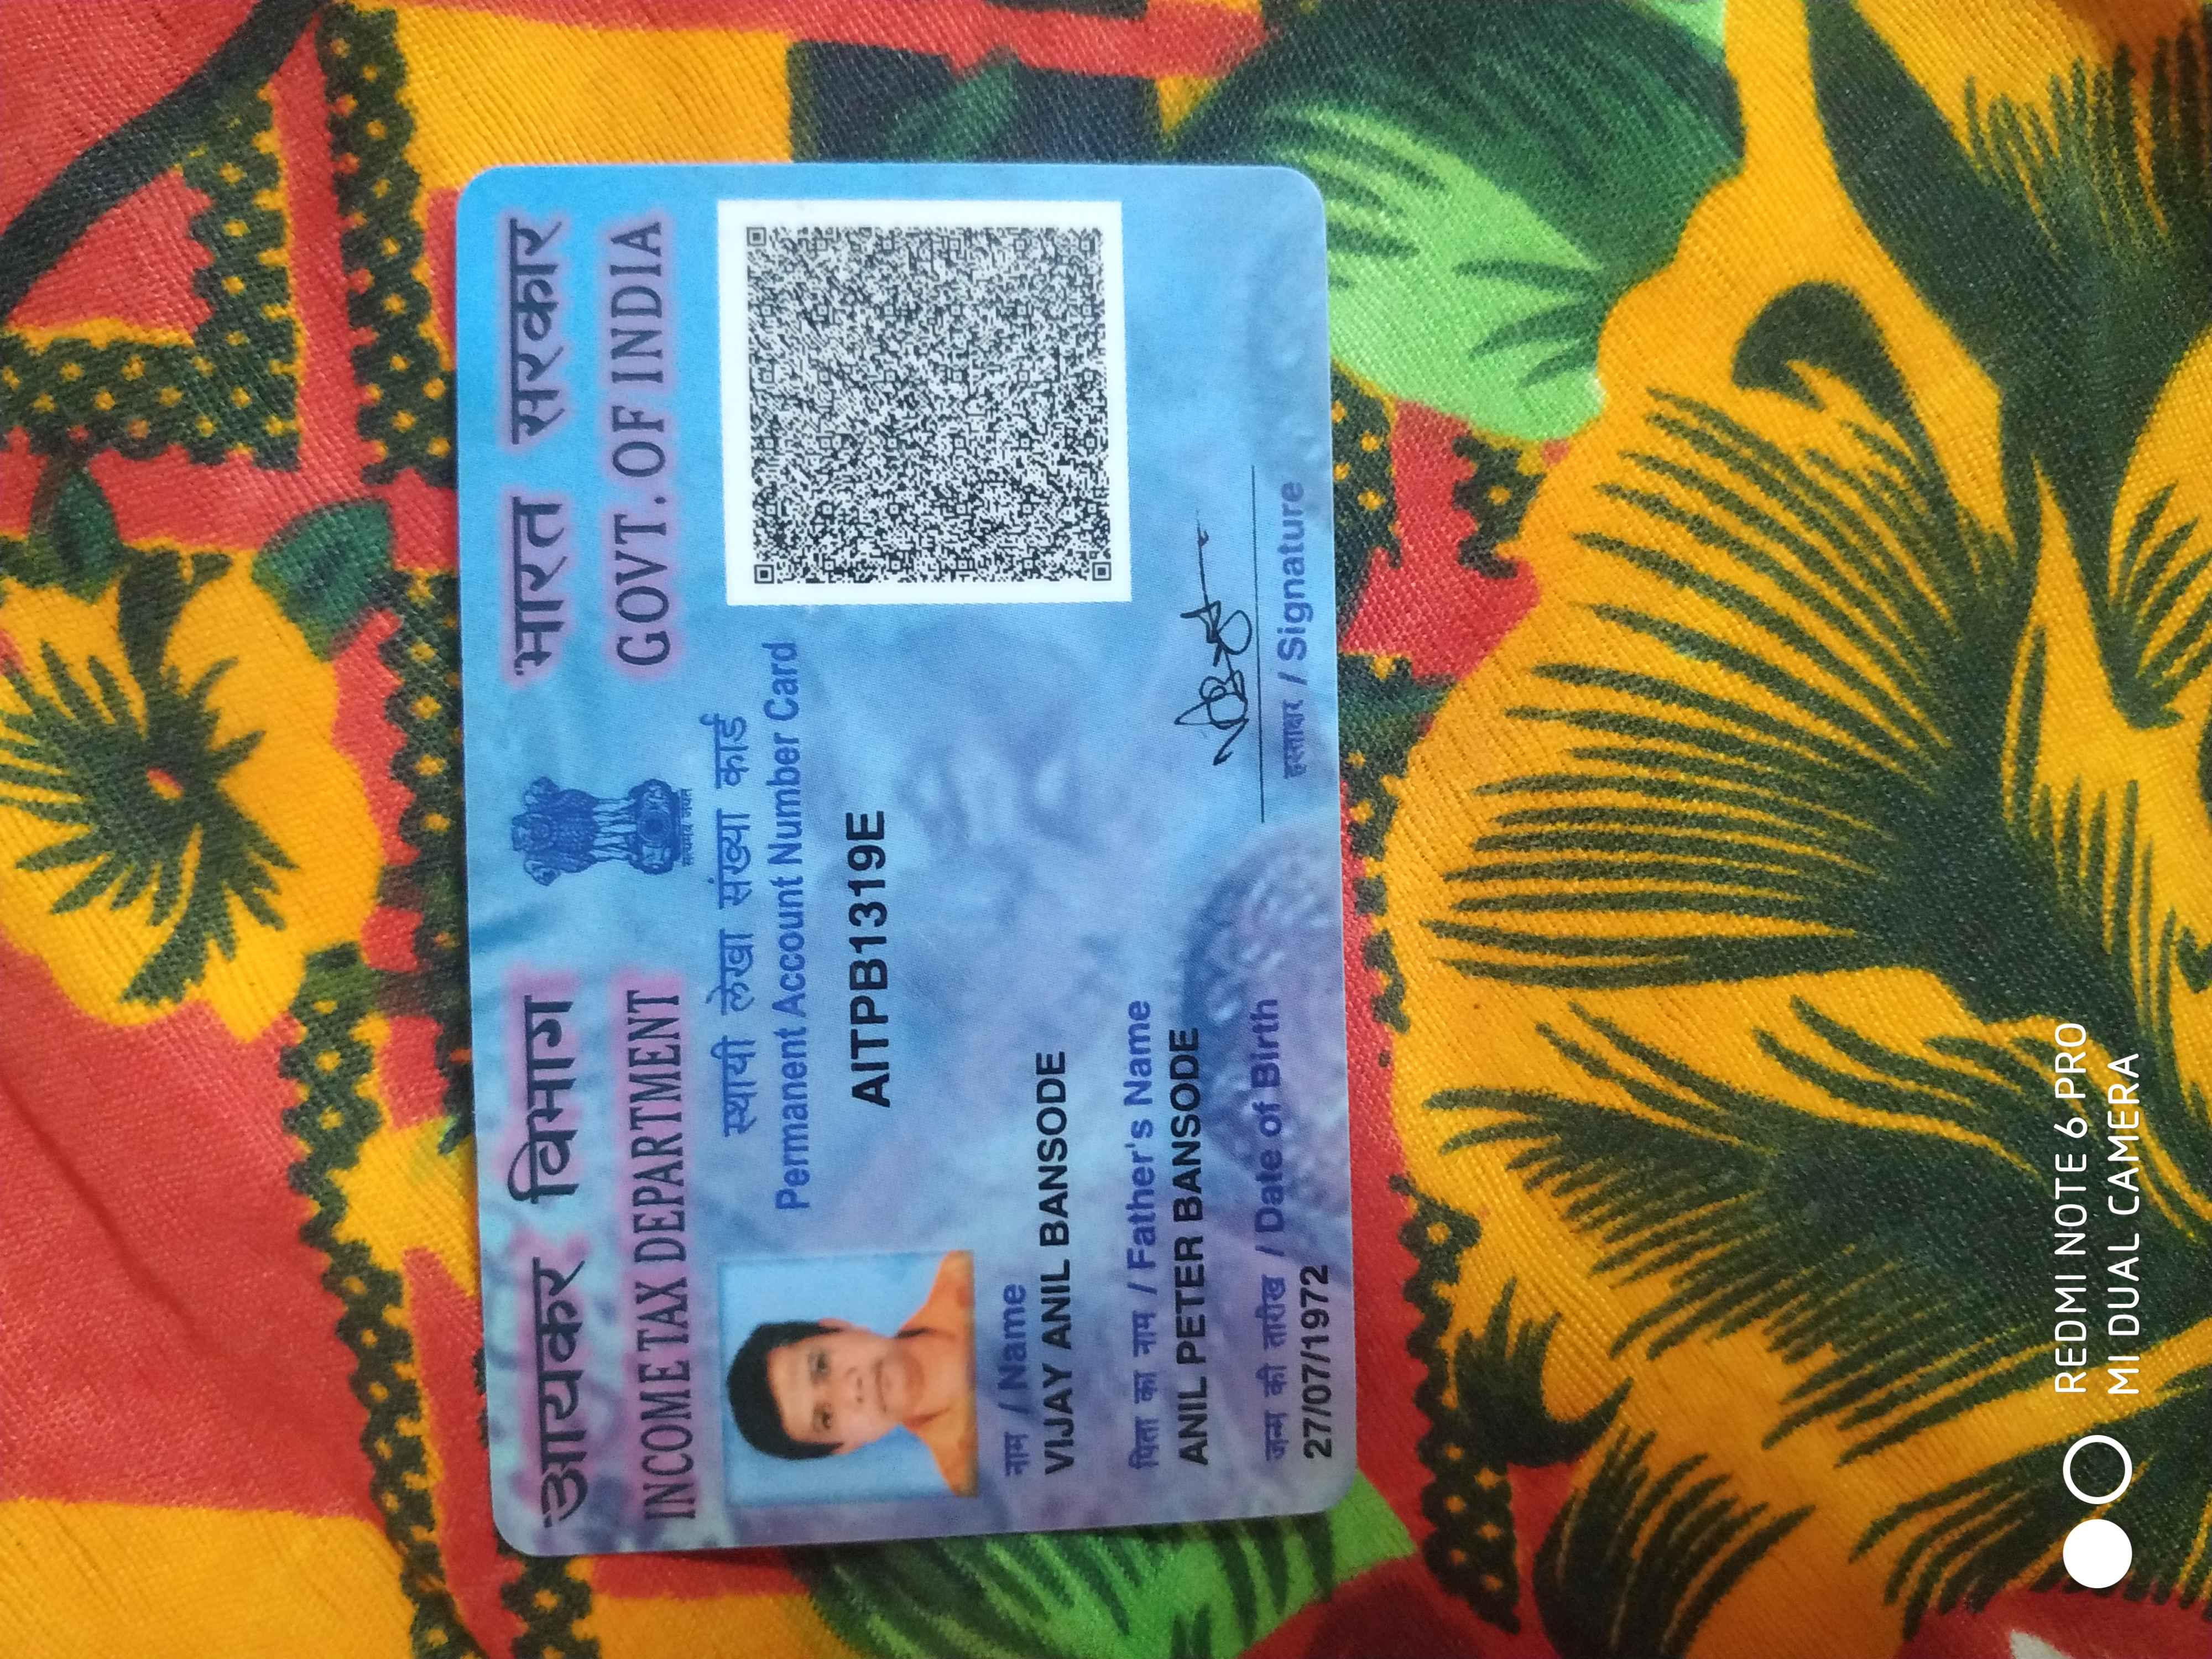 आयकर विभाग
INCOME TAX DEPARTMENT
सत्यमेव जयते
भारत सरकार
GOVT. OF INDIA
स्थायी लेखा संख्या कार्ड
Permanent Account Number Card
AITPB1319E
नाम / Name
VIJAY ANIL BANSODE
पिता का नाम / Father's Name
ANIL PETER BANSODE
जन्म की तारीख / Date of Birth
27/07/1972
हस्ताक्षर / Signature
REDMI NOTE 6 PRO
MI DUAL CAMERA